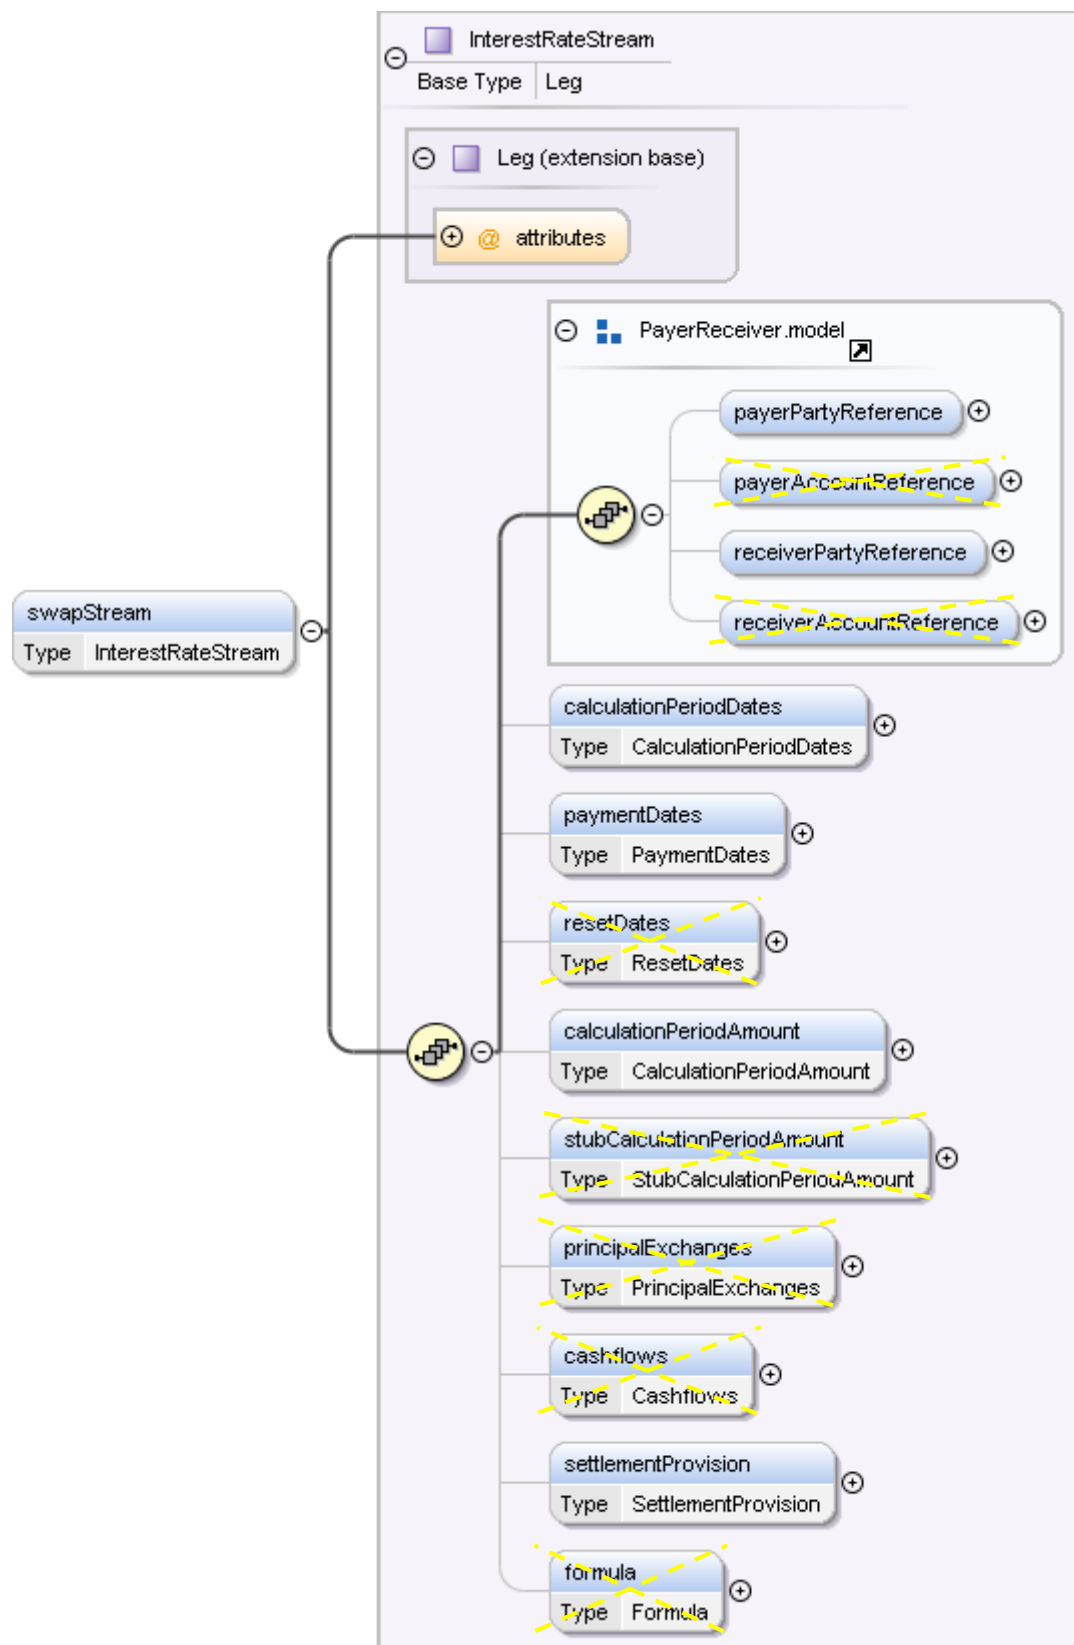 InterestRateStream
Base Type Leg
Leg (extension base)
@ attributes
PayerReceiver.model
payerPartyReference
payerAccountReference
receiverPartyReference
receiverAccountReference
swapStream
Type InterestRateStream
calculationPeriodDates
Type CalculationPeriodDates
paymentDates
Type PaymentDates
resetDates
Type ResetDates
calculationPeriodAmount
Type CalculationPeriodAmount
stubCalculationPeriodAmount
Type StubCalculationPeriodAmount
principalExchanges
Type PrincipalExchanges
cashflows
Type Cashflows
settlementProvision
Type SettlementProvision
formula
Type Formula